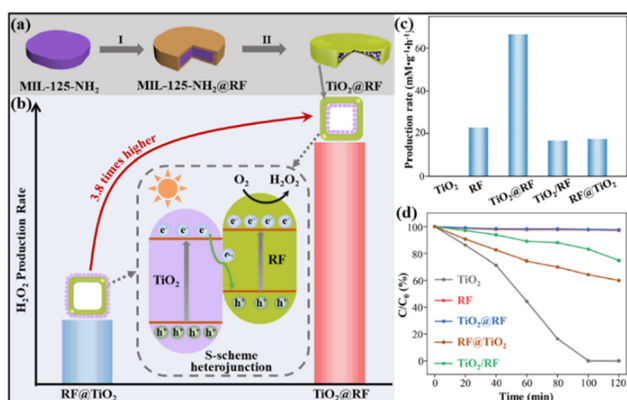 (a)
I
II
MIL-125-NH₂
MIL-125-NH₂@RF
TiO₂@RF
(b)
H₂O₂ Production Rate
3.8 times higher
O₂
H₂O₂
e⁻ e⁻ e⁻
e⁻ e⁻ e⁻
e⁻
TiO₂
RF
h⁺ h⁺ h⁺
h⁺ h⁺ h⁺ h⁺
S-scheme
heterojunction
RF@TiO₂
TiO₂@RF
(c)
Production rate (mM•g⁻¹•h⁻¹)
60
40
20
0
TiO₂
RF
TiO₂@RF
TiO₂/RF
RF@TiO₂
(d)
C/C₀ (%)
100
80
60
40
20
0
TiO₂
RF
TiO₂@RF
RF@TiO₂
TiO₂/RF
0 20 40 60 80 100 120
Time (min)